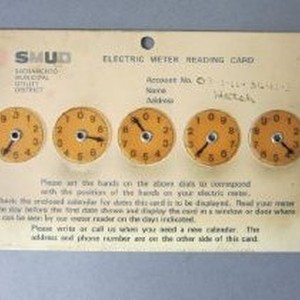 SMUD
SACRAMENTO
MUNICIPAL
UTILITY
DISTRICT
ELECTRIC METER READING CARD
Account No.
Name
Address
Please set the hands on the above dials to correspond
with the position of the hands on your electric meter.
the enclosed calendar for dates this card is to be displayed. Read your meter
the day before the first date shown and display the card in a window or door where
can be seen by our meter reader on the days indicated.
Please write or call us when you need a new calendar. The
address and phone number are on the other side of this card.